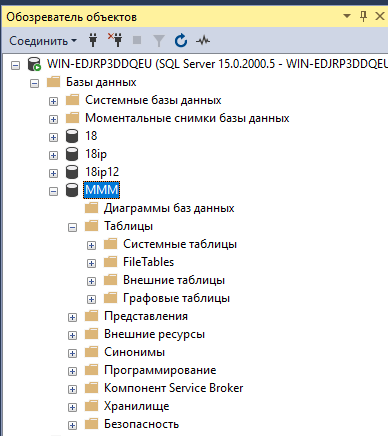 Обозреватель объектов
Соединить
WIN-EDJRP3DDQEU (SQL Server 15.0.2000.5 - WIN-EDJRP3DDQEU
Базы данных
Системные базы данных
Моментальные снимки базы данных
18
18ip
18ip12
МММ
Диаграммы баз данных
Таблицы
Системные таблицы
FileTables
Внешние таблицы
Графовые таблицы
Представления
Внешние ресурсы
Синонимы
Программирование
Компонент Service Broker
Хранилище
Безопасность